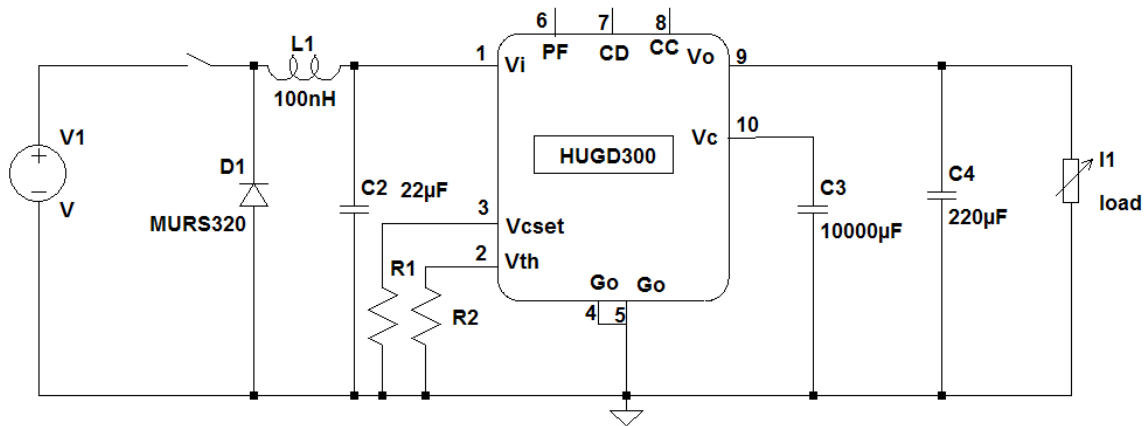 6 7 8
L1 1 PF CD CC Vo 9
Vi
100nH
V1 10
Vc
HUGD300
D1 I1
C2 22µF C3 C4
V 3
MURS320 Vcset 10000µF 220µF load
2
R1 Vth
Go Go
R2 4 5